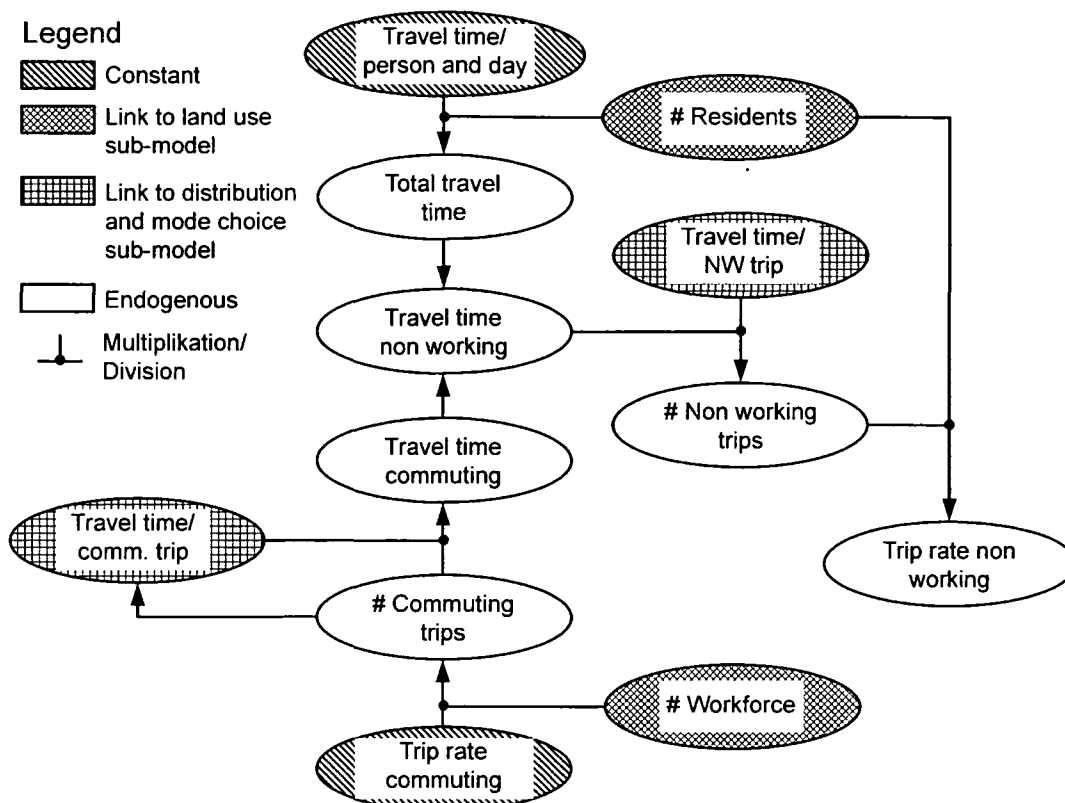 Legend
Constant
Link to land use
sub-model
Link to distribution
and mode choice
sub-model
Endogenous
Multiplikation/
Division
Travel time/
person and day
# Residents
Total travel
time
Travel time/
NW trip
Travel time
non working
# Non working
trips
Travel time
commuting
Travel time/
comm. trip
Trip rate non
working
# Commuting
trips
# Workforce
Trip rate
commuting